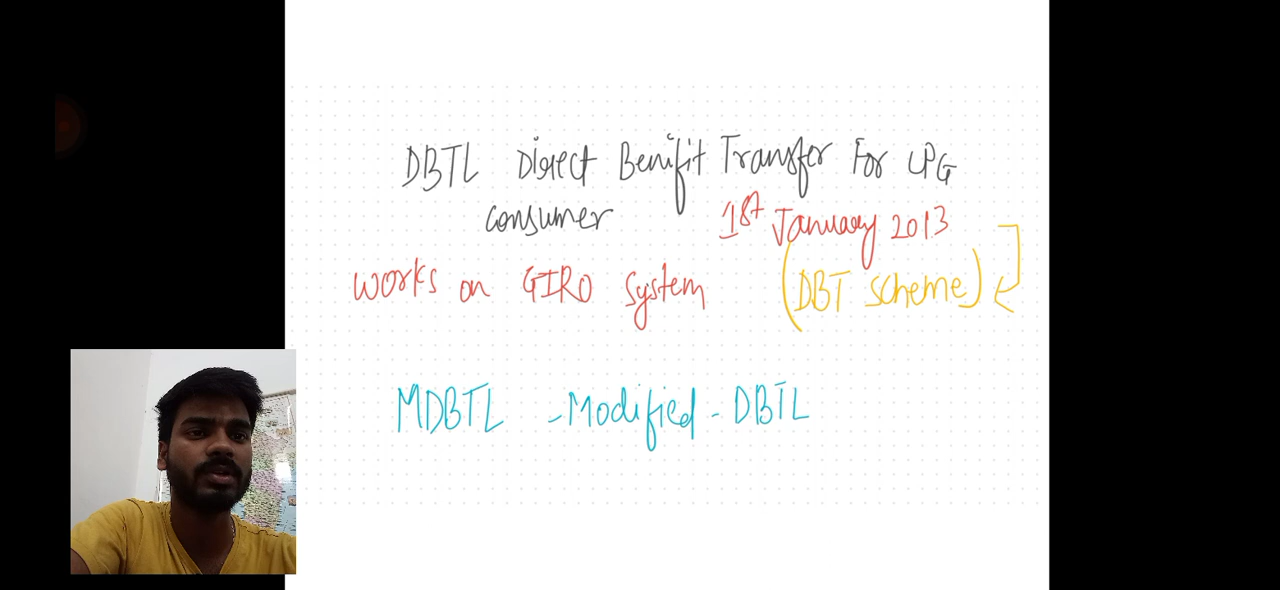 DBTL Direct Benifit Transfer For LPG
consumer 1st January 2013
works on GIRO System (DBT scheme)
MDBTL - Modified - DBTL